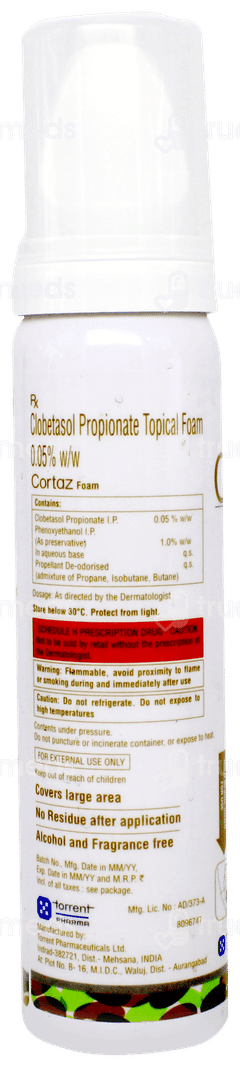 Rx
Clobetasol Propionate Topical Foam
0.05% w/w
Cortaz Foam
Contains:
Clobetasol Propionate I.P. 0.05 % w/w
Phenoxyethanol I.P.
(As preservative) 1.0% w/w
In aqueous base q.s.
Propellant De-odorised q.s.
(admixture of Propane, Isobutane, Butane)
Dosage: As directed by the Dermatologist
Store below 30°C. Protect from light.
SCHEDULE H PRESCRIPTION DRUG - CAUTION
Not to be sold by retail without the prescription of
the Dermatologist.
Warning: Flammable, avoid proximity to flame
or smoking during and immediately after use
Caution: Do not refrigerate. Do not expose to
high temperatures
Contents under pressure.
Do not puncture or incinerate container. or expose to heat.
FOR EXTERNAL USE ONLY
Keep out of reach of children
Covers large area
No Residue after application
Alcohol and Fragrance free
Batch No., Mfg. Date in MM/YY,
Exp. Date in MM/YY and M.R.P. ₹
Incl. of all taxes : see package.
torrent
PHARMA
Mfg. Lic. No : AD/373-A
8096747
Manufactured by:
Torrent Pharmaceuticals Ltd.
Indrad-382721, Dist.- Mehsana, INDIA
At: Plot No. B-16, M.I.D.C., Waluj, Dist. - Aurangabad